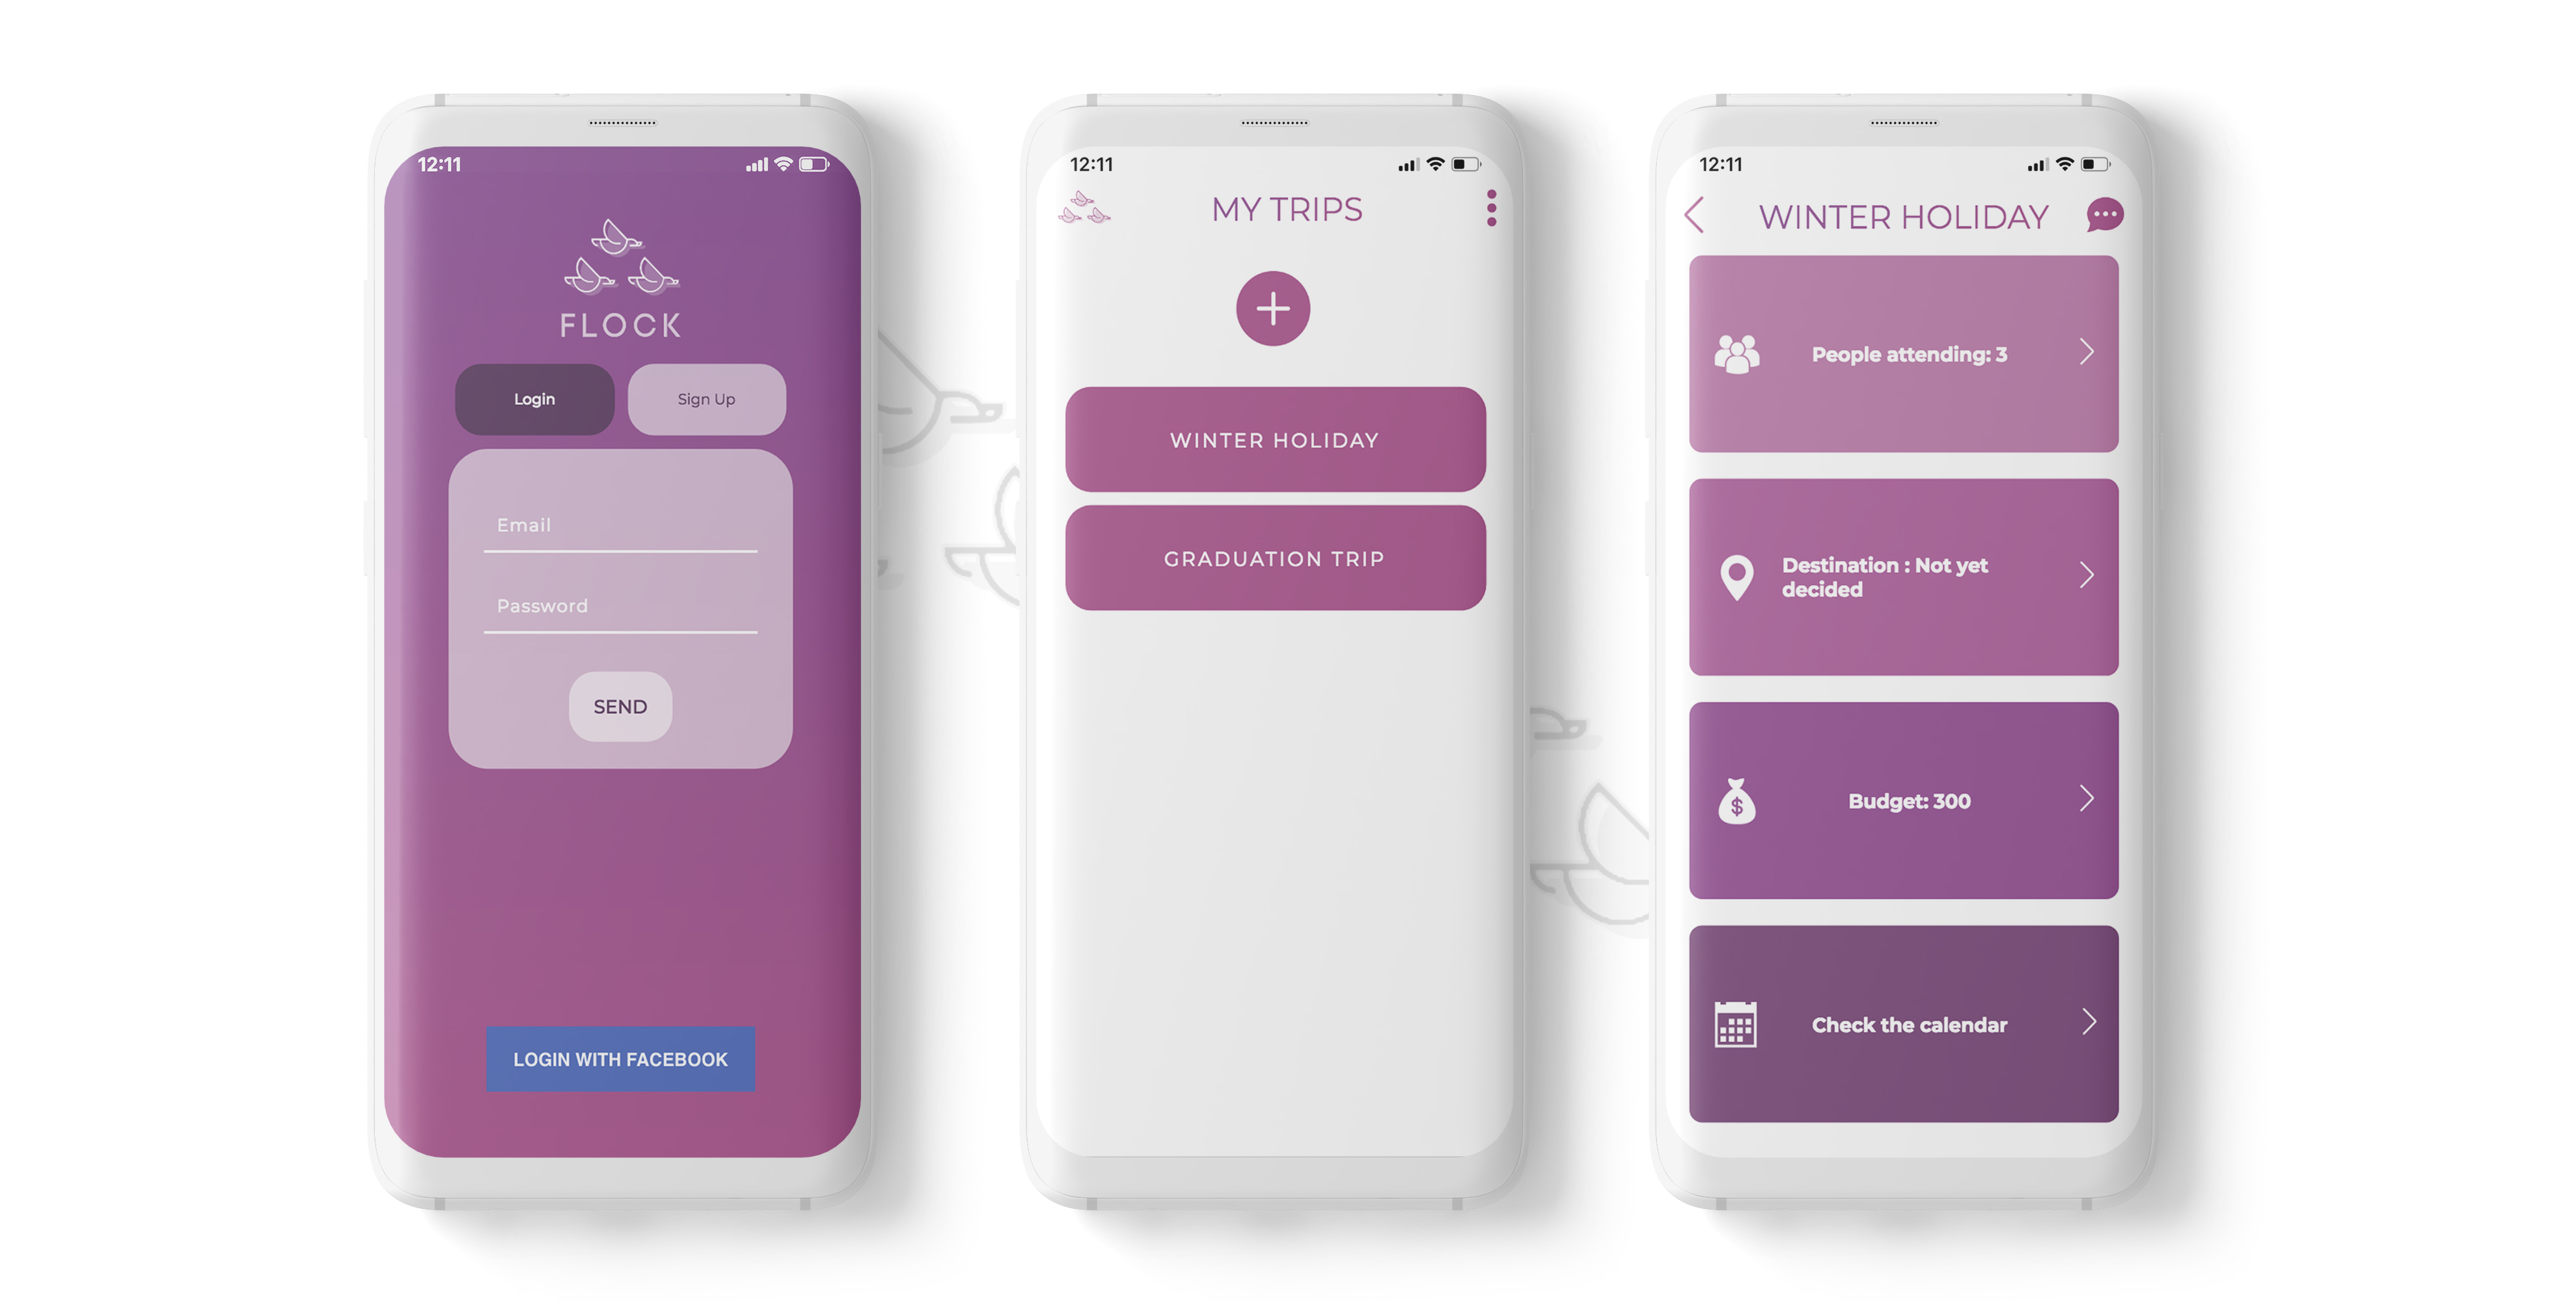 12:11
FLOCK
Login
Sign Up
Email
Password
SEND
LOGIN WITH FACEBOOK
12:11
MY TRIPS
WINTER HOLIDAY
GRADUATION TRIP
12:11
WINTER HOLIDAY
People attending: 3
Destination : Not yet
decided
Budget: 300
Check the calendar